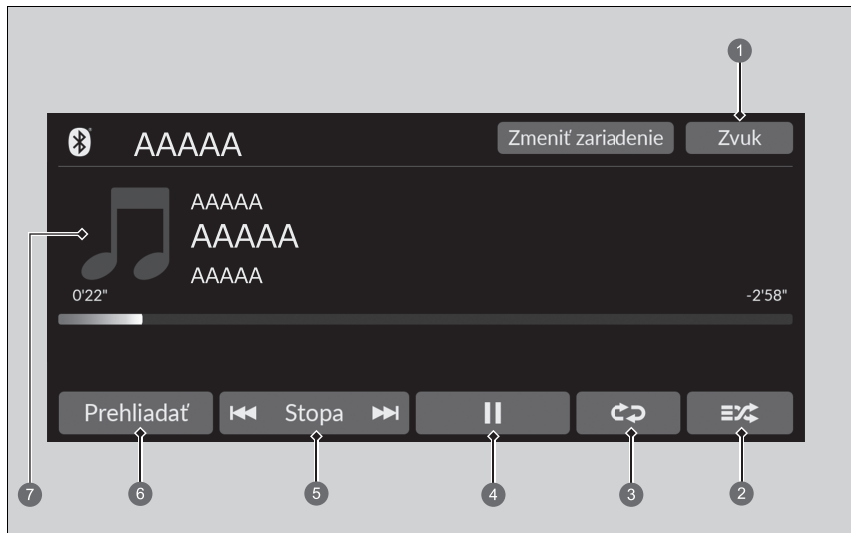 1
AAAAA Zmeniť zariadenie Zvuk
AAAAA
AAAAA
AAAAA
7
0'22" -2'58"
Prehliadať Stopa
6 5 4 3 2